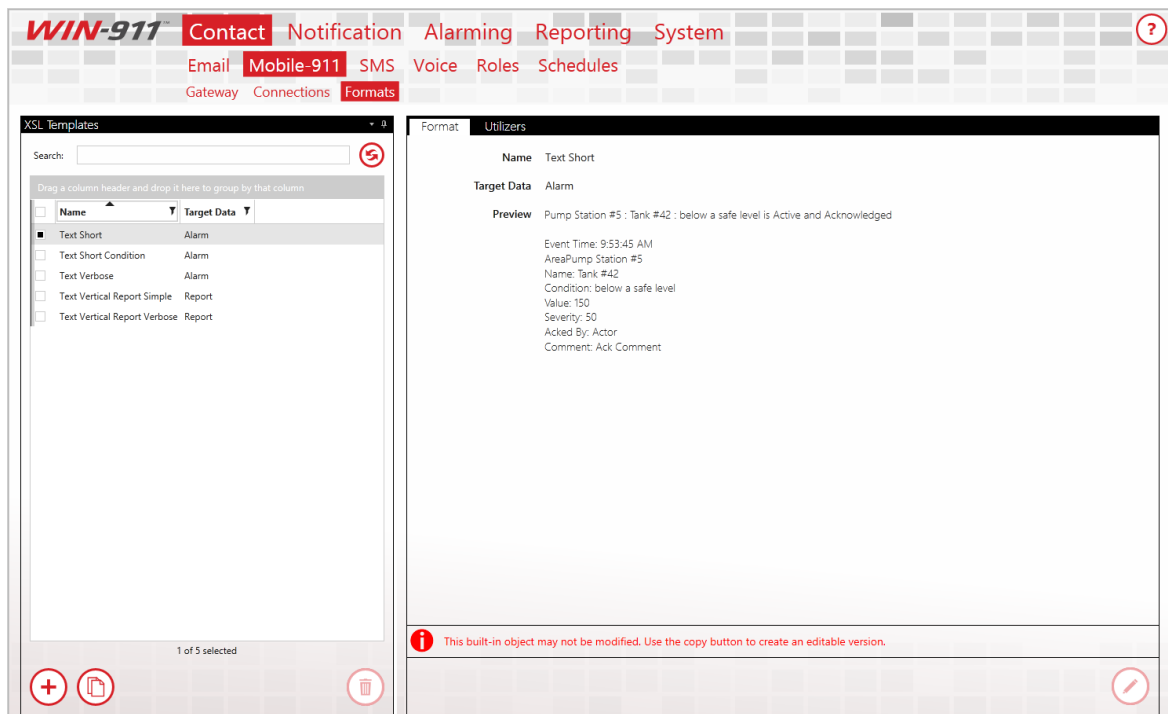 WIN-911™ Contact Notification Alarming Reporting System ?
Email Mobile-911 SMS Voice Roles Schedules
Gateway Connections Formats
XSL Templates
Search:
Drag a column header and drop it here to group by that column
Name Target Data
Text Short Alarm
Text Short Condition Alarm
Text Verbose Alarm
Text Vertical Report Simple Report
Text Vertical Report Verbose Report
1 of 5 selected
Format Utilizers
Name Text Short
Target Data Alarm
Preview Pump Station #5 : Tank #42 : below a safe level is Active and Acknowledged
Event Time: 9:53:45 AM
AreaPump Station #5
Name: Tank #42
Condition: below a safe level
Value: 150
Severity: 50
Acked By: Actor
Comment: Ack Comment
This built-in object may not be modified. Use the copy button to create an editable version.